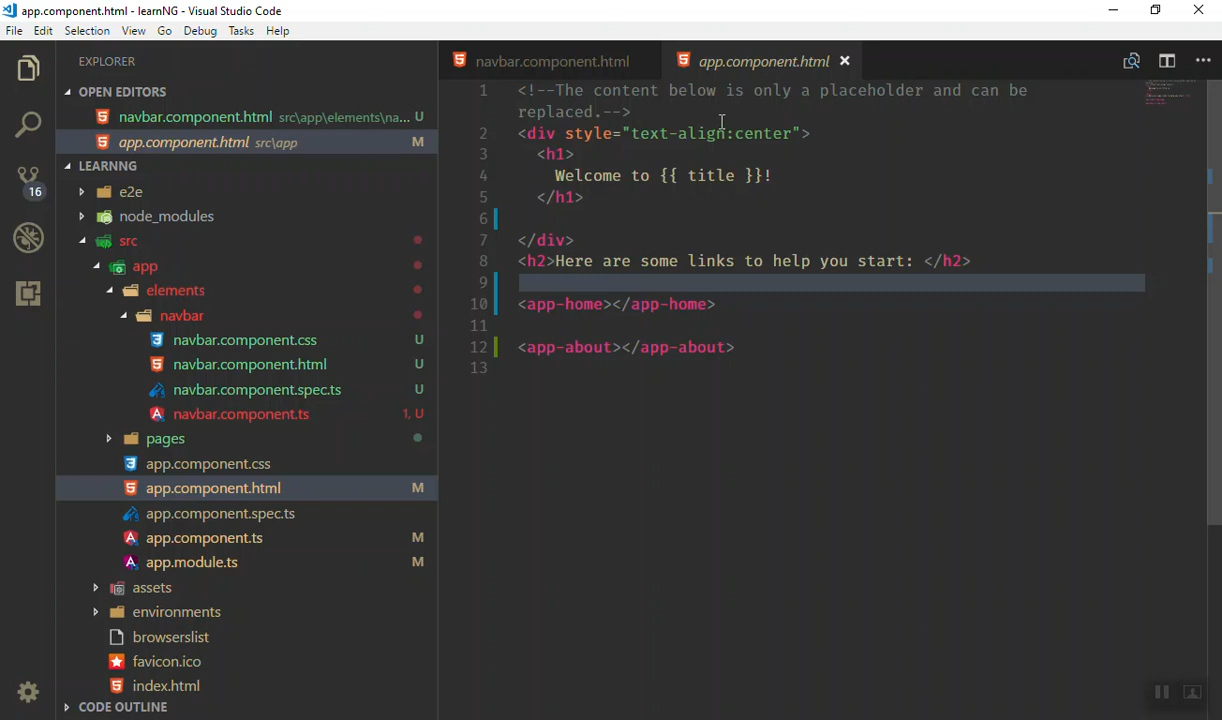 app.component.html - learnNG - Visual Studio Code
File Edit Selection View Go Debug Tasks Help
EXPLORER
OPEN EDITORS
navbar.component.html src\app\elements\na... U
app.component.html src\app M
LEARNNG
e2e
node_modules
src
app
elements
navbar
navbar.component.css U
navbar.component.html U
navbar.component.spec.ts U
navbar.component.ts 1, U
pages
app.component.css
app.component.html M
app.component.spec.ts
app.component.ts M
app.module.ts M
assets
environments
browserslist
favicon.ico
index.html
CODE OUTLINE
16
navbar.component.html app.component.html
1 <!--The content below is only a placeholder and can be
replaced.-->
2 <div style="text-align:center">
3 <h1>
4 Welcome to {{ title }}!
5 </h1>
6
7 </div>
8 <h2>Here are some links to help you start: </h2>
9
10 <app-home></app-home>
11
12 <app-about></app-about>
13